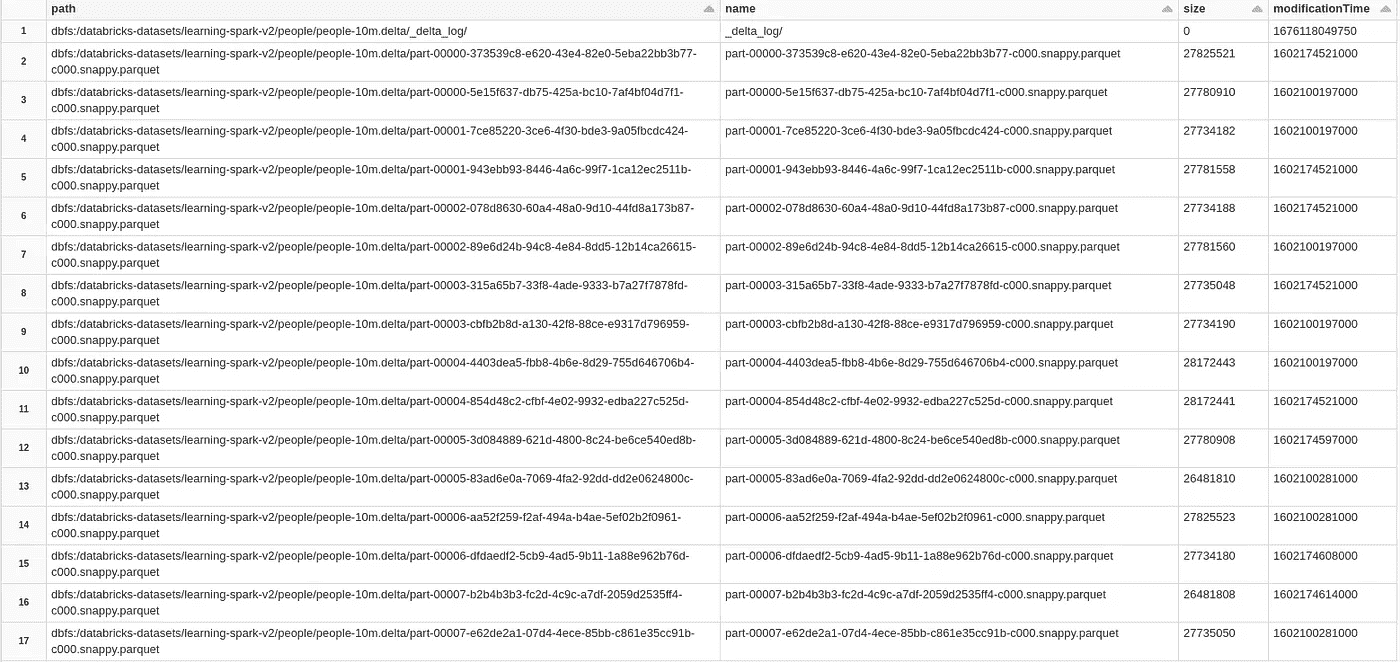 path name size modificationTime
1 dbfs:/databricks-datasets/learning-spark-v2/people/people-10m.delta/_delta_log/ _delta_log/ 0 1676118049750
2 dbfs:/databricks-datasets/learning-spark-v2/people/people-10m.delta/part-00000-373539c8-e620-43e4-82e0-5eba22bb3b77- part-00000-373539c8-e620-43e4-82e0-5eba22bb3b77-c000.snappy.parquet 27825521 1602174521000
c000.snappy.parquet
3 dbfs:/databricks-datasets/learning-spark-v2/people/people-10m.delta/part-00000-5e15f637-db75-425a-bc10-7af4bf04d7f1- part-00000-5e15f637-db75-425a-bc10-7af4bf04d7f1-c000.snappy.parquet 27780910 1602100197000
c000.snappy.parquet
4 dbfs:/databricks-datasets/learning-spark-v2/people/people-10m.delta/part-00001-7ce85220-3ce6-4f30-bde3-9a05fbcdc424- part-00001-7ce85220-3ce6-4f30-bde3-9a05fbcdc424-c000.snappy.parquet 27734182 1602100197000
c000.snappy.parquet
5 dbfs:/databricks-datasets/learning-spark-v2/people/people-10m.delta/part-00001-943ebb93-8446-4a6c-99f7-1ca12ec2511b- part-00001-943ebb93-8446-4a6c-99f7-1ca12ec2511b-c000.snappy.parquet 27781558 1602174521000
c000.snappy.parquet
6 dbfs:/databricks-datasets/learning-spark-v2/people/people-10m.delta/part-00002-078d8630-60a4-48a0-9d10-44fd8a173b87- part-00002-078d8630-60a4-48a0-9d10-44fd8a173b87-c000.snappy.parquet 27734188 1602174521000
c000.snappy.parquet
7 dbfs:/databricks-datasets/learning-spark-v2/people/people-10m.delta/part-00002-89e6d24b-94c8-4e84-8dd5-12b14ca26615- part-00002-89e6d24b-94c8-4e84-8dd5-12b14ca26615-c000.snappy.parquet 27781560 1602100197000
c000.snappy.parquet
8 dbfs:/databricks-datasets/learning-spark-v2/people/people-10m.delta/part-00003-315a65b7-33f8-4ade-9333-b7a27f7878fd- part-00003-315a65b7-33f8-4ade-9333-b7a27f7878fd-c000.snappy.parquet 27735048 1602174521000
c000.snappy.parquet
9 dbfs:/databricks-datasets/learning-spark-v2/people/people-10m.delta/part-00003-cbfb2b8d-a130-42f8-88ce-e9317d796959- part-00003-cbfb2b8d-a130-42f8-88ce-e9317d796959-c000.snappy.parquet 27734190 1602100197000
c000.snappy.parquet
10 dbfs:/databricks-datasets/learning-spark-v2/people/people-10m.delta/part-00004-4403dea5-fbb8-4b6e-8d29-755d646706b4- part-00004-4403dea5-fbb8-4b6e-8d29-755d646706b4-c000.snappy.parquet 28172443 1602100197000
c000.snappy.parquet
11 dbfs:/databricks-datasets/learning-spark-v2/people/people-10m.delta/part-00004-854d48c2-cfbf-4e02-9932-edba227c525d- part-00004-854d48c2-cfbf-4e02-9932-edba227c525d-c000.snappy.parquet 28172441 1602174521000
c000.snappy.parquet
12 dbfs:/databricks-datasets/learning-spark-v2/people/people-10m.delta/part-00005-3d084889-621d-4800-8c24-be6ce540ed8b- part-00005-3d084889-621d-4800-8c24-be6ce540ed8b-c000.snappy.parquet 27780908 1602174597000
c000.snappy.parquet
13 dbfs:/databricks-datasets/learning-spark-v2/people/people-10m.delta/part-00005-83ad6e0a-7069-4fa2-92dd-dd2e0624800c- part-00005-83ad6e0a-7069-4fa2-92dd-dd2e0624800c-c000.snappy.parquet 26481810 1602100281000
c000.snappy.parquet
14 dbfs:/databricks-datasets/learning-spark-v2/people/people-10m.delta/part-00006-aa52f259-f2af-494a-b4ae-5ef02b2f0961- part-00006-aa52f259-f2af-494a-b4ae-5ef02b2f0961-c000.snappy.parquet 27825523 1602100281000
c000.snappy.parquet
15 dbfs:/databricks-datasets/learning-spark-v2/people/people-10m.delta/part-00006-dfdaedf2-5cb9-4ad5-9b11-1a88e962b76d- part-00006-dfdaedf2-5cb9-4ad5-9b11-1a88e962b76d-c000.snappy.parquet 27734180 1602174608000
c000.snappy.parquet
16 dbfs:/databricks-datasets/learning-spark-v2/people/people-10m.delta/part-00007-b2b4b3b3-fc2d-4c9c-a7df-2059d2535ff4- part-00007-b2b4b3b3-fc2d-4c9c-a7df-2059d2535ff4-c000.snappy.parquet 26481808 1602174614000
c000.snappy.parquet
17 dbfs:/databricks-datasets/learning-spark-v2/people/people-10m.delta/part-00007-e62de2a1-07d4-4ece-85bb-c861e35cc91b- part-00007-e62de2a1-07d4-4ece-85bb-c861e35cc91b-c000.snappy.parquet 27735050 1602100281000
c000.snappy.parquet